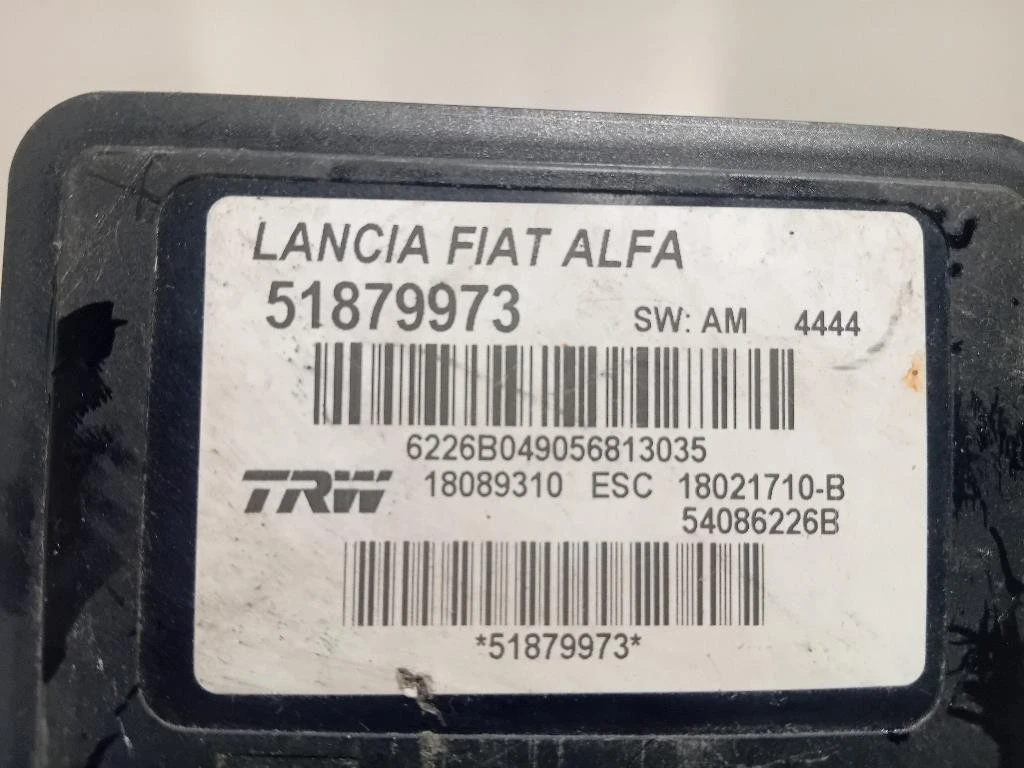 LANCIA FIAT ALFA
51879973 SW: AM 4444
6226B049056813035
TRW 18089310 ESC 18021710-B
54086226B
*51879973*